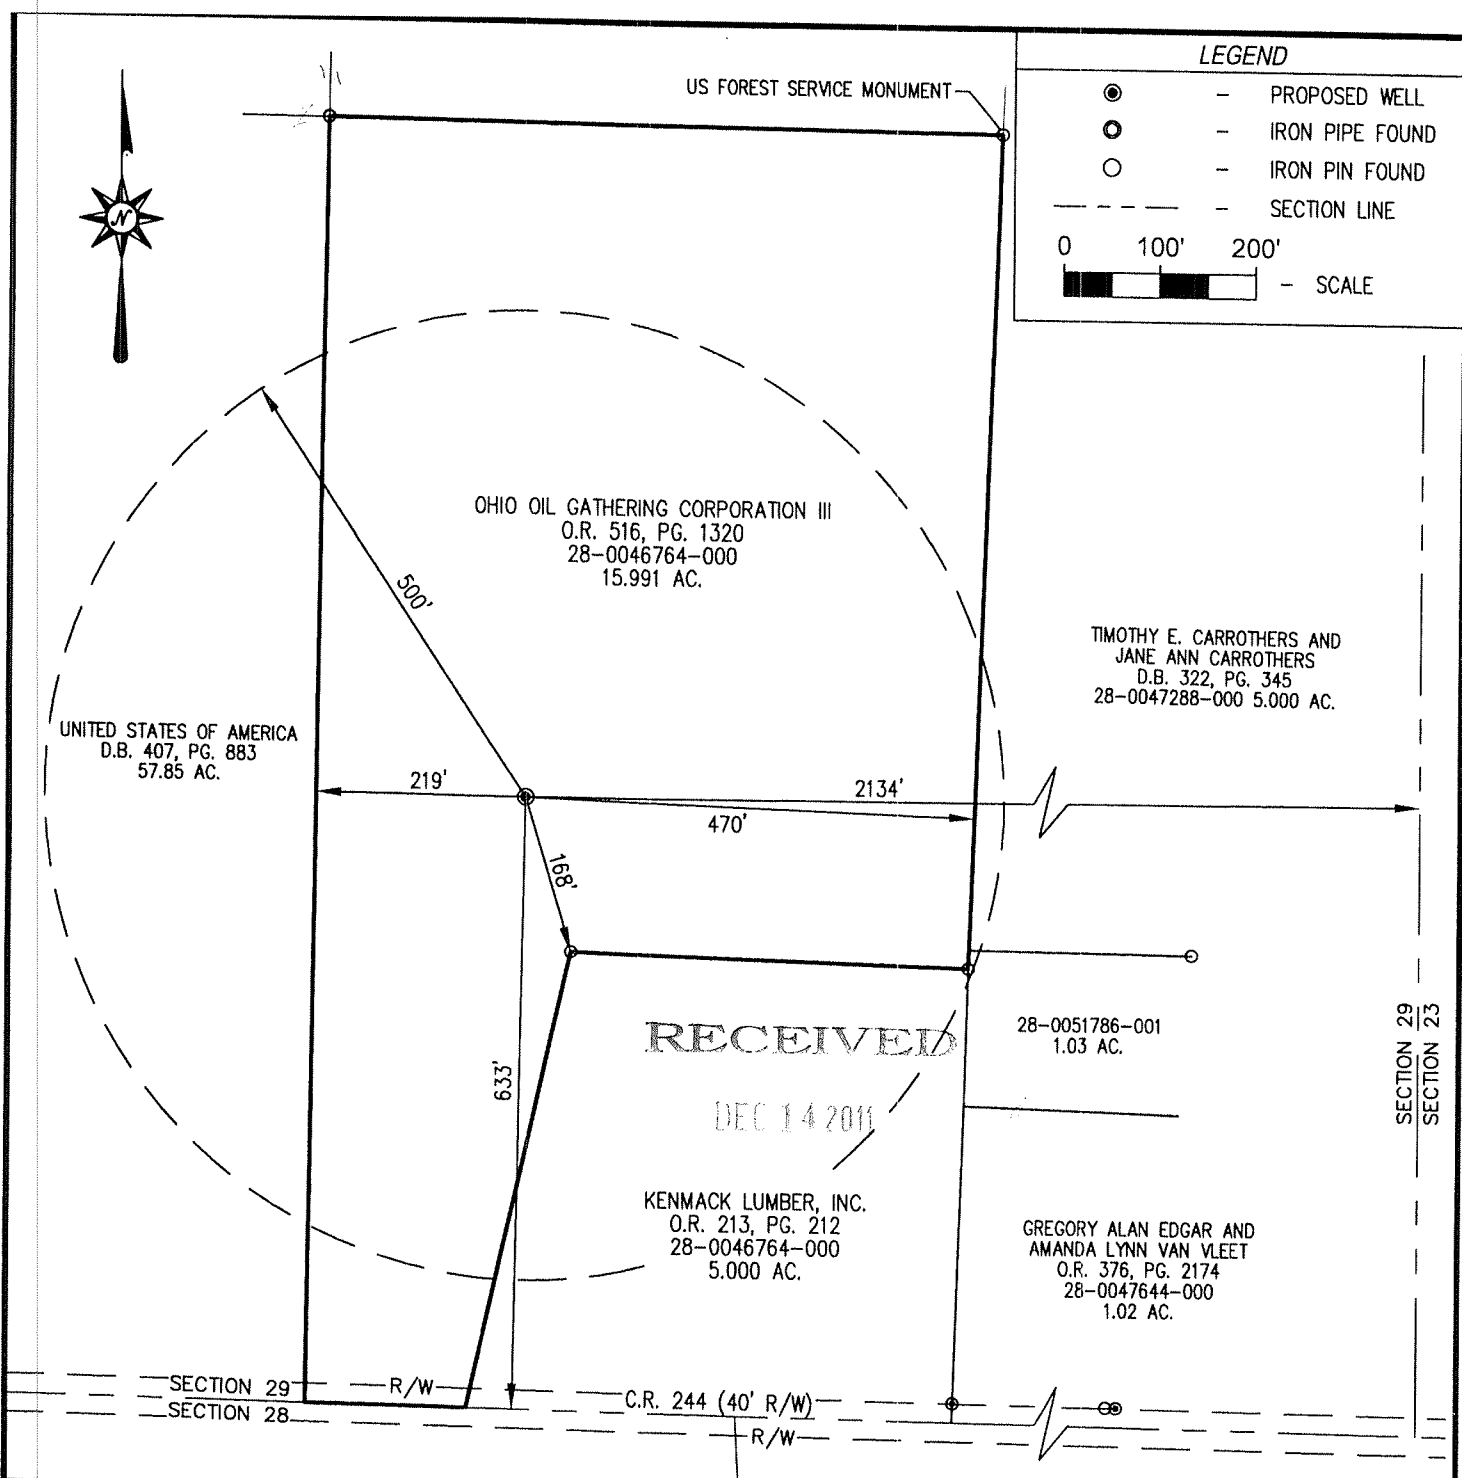 US FOREST SERVICE MONUMENT
LEGEND
– PROPOSED WELL
– IRON PIPE FOUND
– IRON PIN FOUND
– SECTION LINE
0 100' 200'
– SCALE
N
OHIO OIL GATHERING CORPORATION III
O.R. 516, PG. 1320
28-0046764-000
15.991 AC.
500'
TIMOTHY E. CARROTHERS AND
JANE ANN CARROTHERS
D.B. 322, PG. 345
28-0047288-000 5.000 AC.
UNITED STATES OF AMERICA
D.B. 407, PG. 883
57.85 AC.
219'
2134'
470'
168'
633'
RECEIVED
DEC 14 2011
28-0051786-001
1.03 AC.
SECTION 29
SECTION 23
KENMACK LUMBER, INC.
O.R. 213, PG. 212
28-0046764-000
5.000 AC.
GREGORY ALAN EDGAR AND
AMANDA LYNN VAN VLEET
O.R. 376, PG. 2174
28-0047644-000
1.02 AC.
SECTION 29
R/W
C.R. 244 (40' R/W)
SECTION 28
R/W